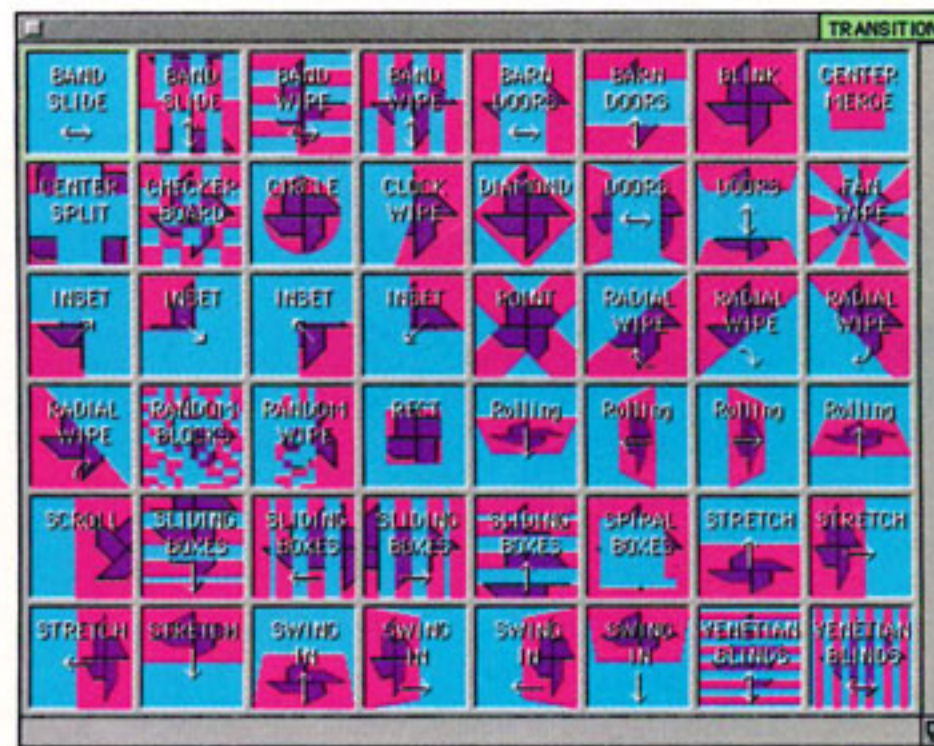 TRANSITION
BAND SLIDE
BAND SLIDE
BAND WIPE
BAND WIPE
BARN DOORS
BARN DOORS
BLINK
CENTER MERGE
CENTER SPLIT
CHECKER BOARD
CIRCLE
CLOCK WIPE
DIAMOND
DOORS
DOORS
FAN WIPE
INSET
INSET
INSET
INSET
POINT
RADIAL WIPE
RADIAL WIPE
RADIAL WIPE
RADIAL WIPE
RANDOM BLOCKS
RANDOM WIPE
RECT
Rolling
Rolling
Rolling
Rolling
SCROLL
SLIDING BOXES
SLIDING BOXES
SLIDING BOXES
SLIDING BOXES
SPIRAL BOXES
STRETCH
STRETCH
STRETCH
STRETCH
SWING IN
SWING IN
SWING IN
SWING IN
VENETIAN BLINDS
VENETIAN BLINDS